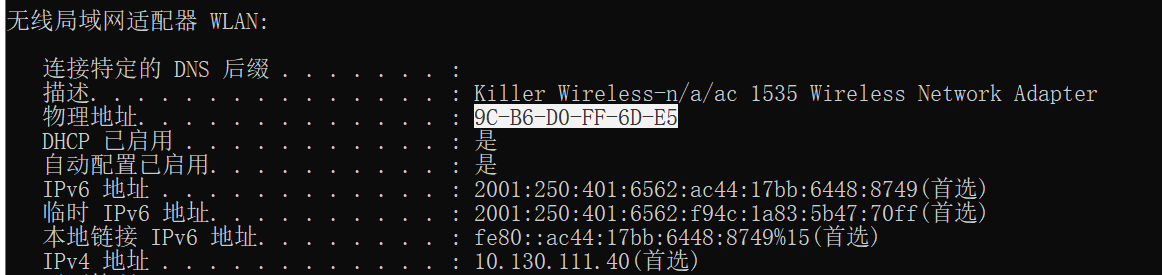 无线局域网适配器 WLAN:
连接特定的 DNS 后缀 . . . . . . . :
描述. . . . . . . . . . . . . . . : Killer Wireless-n/a/ac 1535 Wireless Network Adapter
物理地址. . . . . . . . . . . . . : 9C-B6-D0-FF-6D-E5
DHCP 已启用 . . . . . . . . . . . : 是
自动配置已启用. . . . . . . . . . : 是
IPv6 地址 . . . . . . . . . . . . : 2001:250:401:6562:ac44:17bb:6448:8749(首选)
临时 IPv6 地址. . . . . . . . . . : 2001:250:401:6562:f94c:1a83:5b47:70ff(首选)
本地链接 IPv6 地址. . . . . . . . : fe80::ac44:17bb:6448:8749%15(首选)
IPv4 地址 . . . . . . . . . . . . : 10.130.111.40(首选)